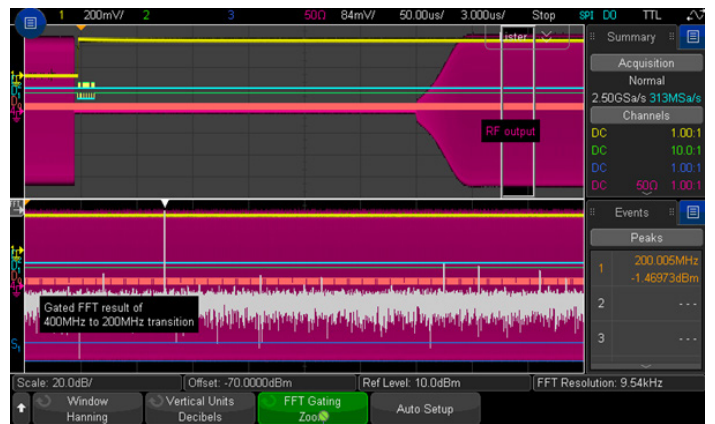 1 200mV/ 2 3 50Ω 84mV/ 50.00us/ 3.000us/ Stop SPI D0 TTL
Summary
Acquisition
Normal
2.50GSa/s 313MSa/s
Channels
DC 1.00:1
DC 10.0:1
DC 1.00:1
DC 50Ω 1.00:1
RF output
Events
Peaks
1 200.005MHz
-1.46973dBm
2 - - -
3 - - -
Gated FFT result of
400MHz to 200MHz transition
S1
Scale: 20.0dB/ Offset: -70.0000dBm Ref Level: 10.0dBm FFT Resolution: 9.54kHz
Window Vertical Units FFT Gating Auto Setup
Hanning Decibels Zoom